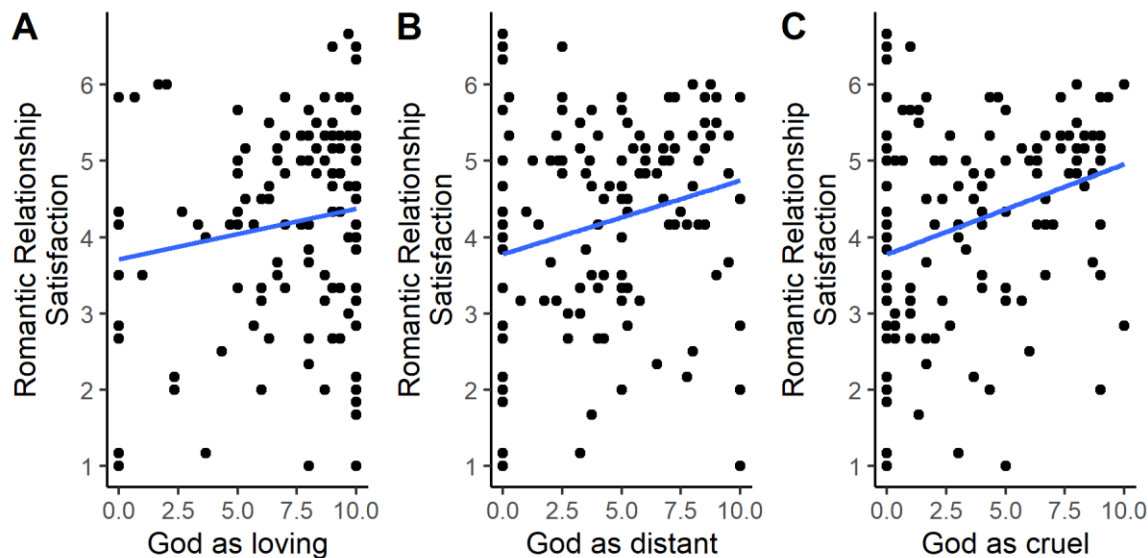 A
Romantic Relationship
Satisfaction
6
5
4
3
2
1
0.0 2.5 5.0 7.5 10.0
God as loving
B
Romantic Relationship
Satisfaction
6
5
4
3
2
1
0.0 2.5 5.0 7.5 10.0
God as distant
C
Romantic Relationship
Satisfaction
6
5
4
3
2
1
0.0 2.5 5.0 7.5 10.0
God as cruel